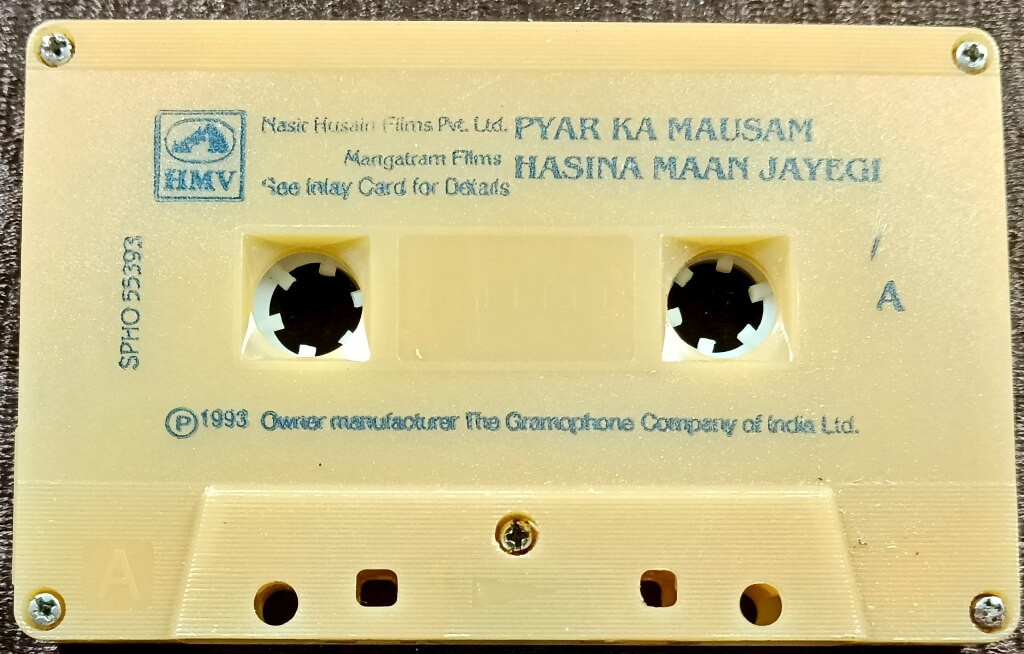 Nasir Husain Films Pvt. Ltd. PYAR KA MAUSAM
Mangatram Films HASINA MAAN JAYEGI
See Inlay Card for Details
HMV
SPHO 55393
A
Ⓟ 1993 Owner manufacturer The Gramophone Company of India Ltd.
A